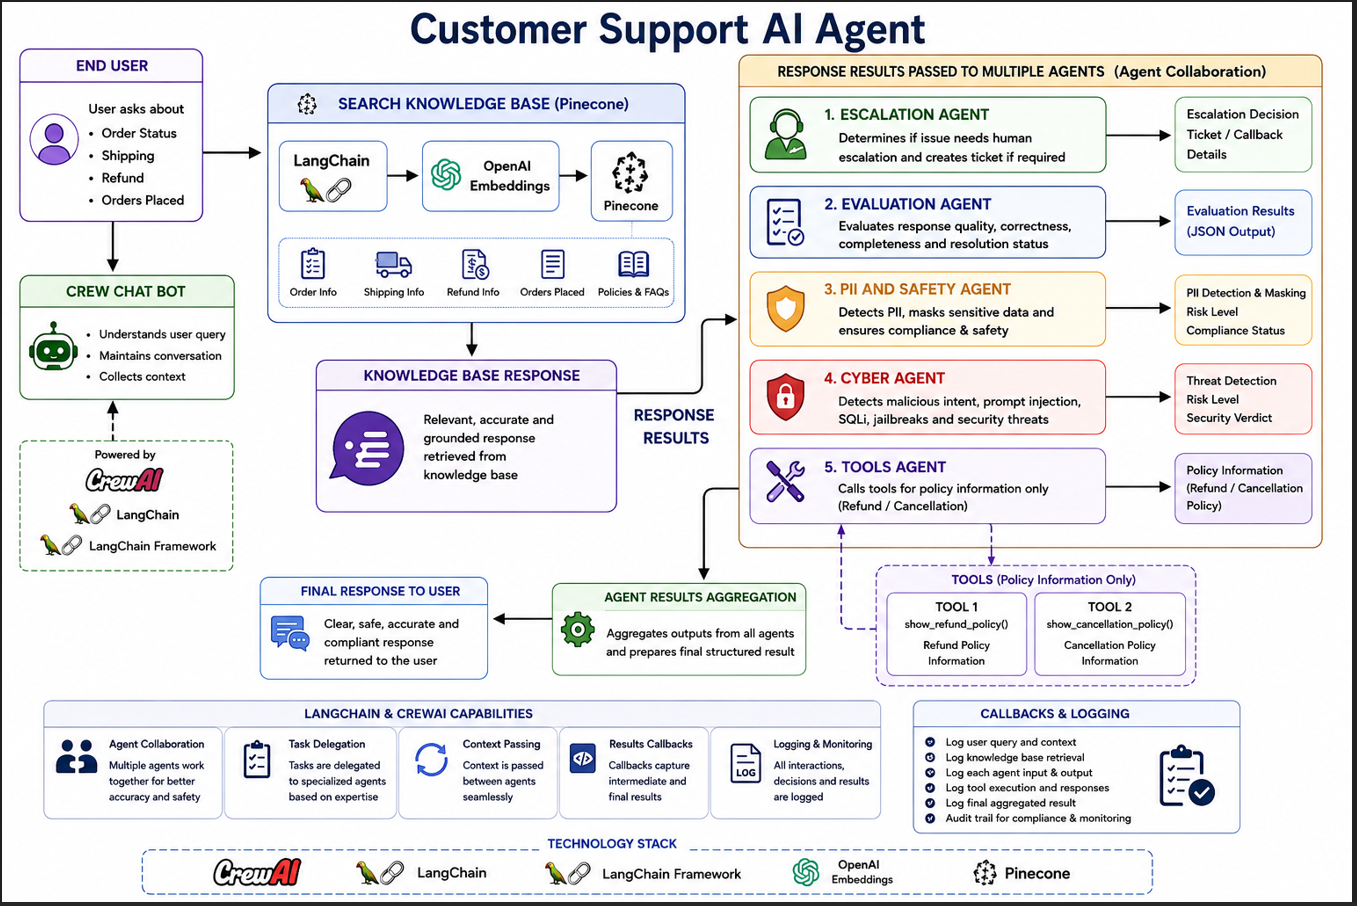 Customer Support AI Agent
END USER
User asks about
• Order Status
• Shipping
• Refund
• Orders Placed
CREW CHAT BOT
• Understands user query
• Maintains conversation
• Collects context
Powered by
CrewAI
LangChain
LangChain Framework
SEARCH KNOWLEDGE BASE (Pinecone)
LangChain
OpenAI
Embeddings
Pinecone
Order Info
Shipping Info
Refund Info
Orders Placed
Policies & FAQs
KNOWLEDGE BASE RESPONSE
Relevant, accurate and
grounded response
retrieved from
knowledge base
RESPONSE
RESULTS
RESPONSE RESULTS PASSED TO MULTIPLE AGENTS (Agent Collaboration)
1. ESCALATION AGENT
Determines if issue needs human
escalation and creates ticket if required
Escalation Decision
Ticket / Callback
Details
2. EVALUATION AGENT
Evaluates response quality, correctness,
completeness and resolution status
Evaluation Results
(JSON Output)
3. PII AND SAFETY AGENT
Detects PII, masks sensitive data and
ensures compliance & safety
PII Detection & Masking
Risk Level
Compliance Status
4. CYBER AGENT
Detects malicious intent, prompt injection,
SQLi, jailbreaks and security threats
Threat Detection
Risk Level
Security Verdict
5. TOOLS AGENT
Calls tools for policy information only
(Refund / Cancellation)
Policy Information
(Refund / Cancellation
Policy)
TOOLS (Policy Information Only)
TOOL 1
show_refund_policy()
Refund Policy
Information
TOOL 2
show_cancellation_policy()
Cancellation Policy
Information
AGENT RESULTS AGGREGATION
Aggregates outputs from all agents
and prepares final structured result
FINAL RESPONSE TO USER
Clear, safe, accurate and
compliant response
returned to the user
LANGCHAIN & CREWAI CAPABILITIES
Agent Collaboration
Multiple agents work
together for better
accuracy and safety
Task Delegation
Tasks are delegated
to specialized agents
based on expertise
Context Passing
Context is passed
between agents
seamlessly
Results Callbacks
Callbacks capture
intermediate and
final results
LOG
Logging & Monitoring
All interactions,
decisions and results
are logged
CALLBACKS & LOGGING
Log user query and context
Log knowledge base retrieval
Log each agent input & output
Log tool execution and responses
Log final aggregated result
Audit trail for compliance & monitoring
TECHNOLOGY STACK
CrewAI
LangChain
LangChain Framework
OpenAI
Embeddings
Pinecone